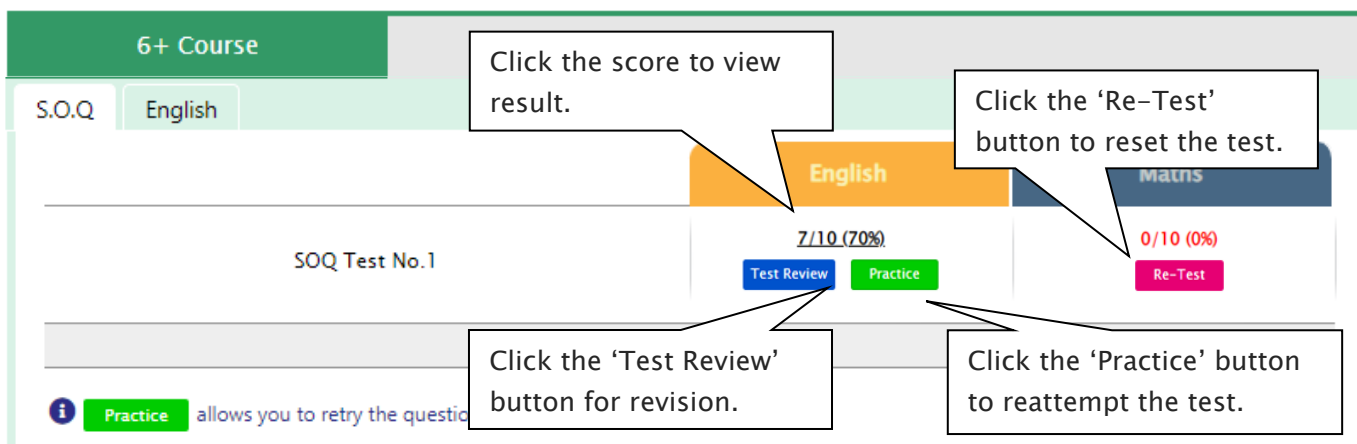 6+ Course
Click the score to view
result.
Click the ‘Re-Test’
button to reset the test.
S.O.Q English
English
Maths
SOQ Test No.1
7/10 (70%)
0/10 (0%)
Test Review Practice
Re-Test
Click the ‘Test Review’
button for revision.
Click the ‘Practice’ button
to reattempt the test.
Practice allows you to retry the questio